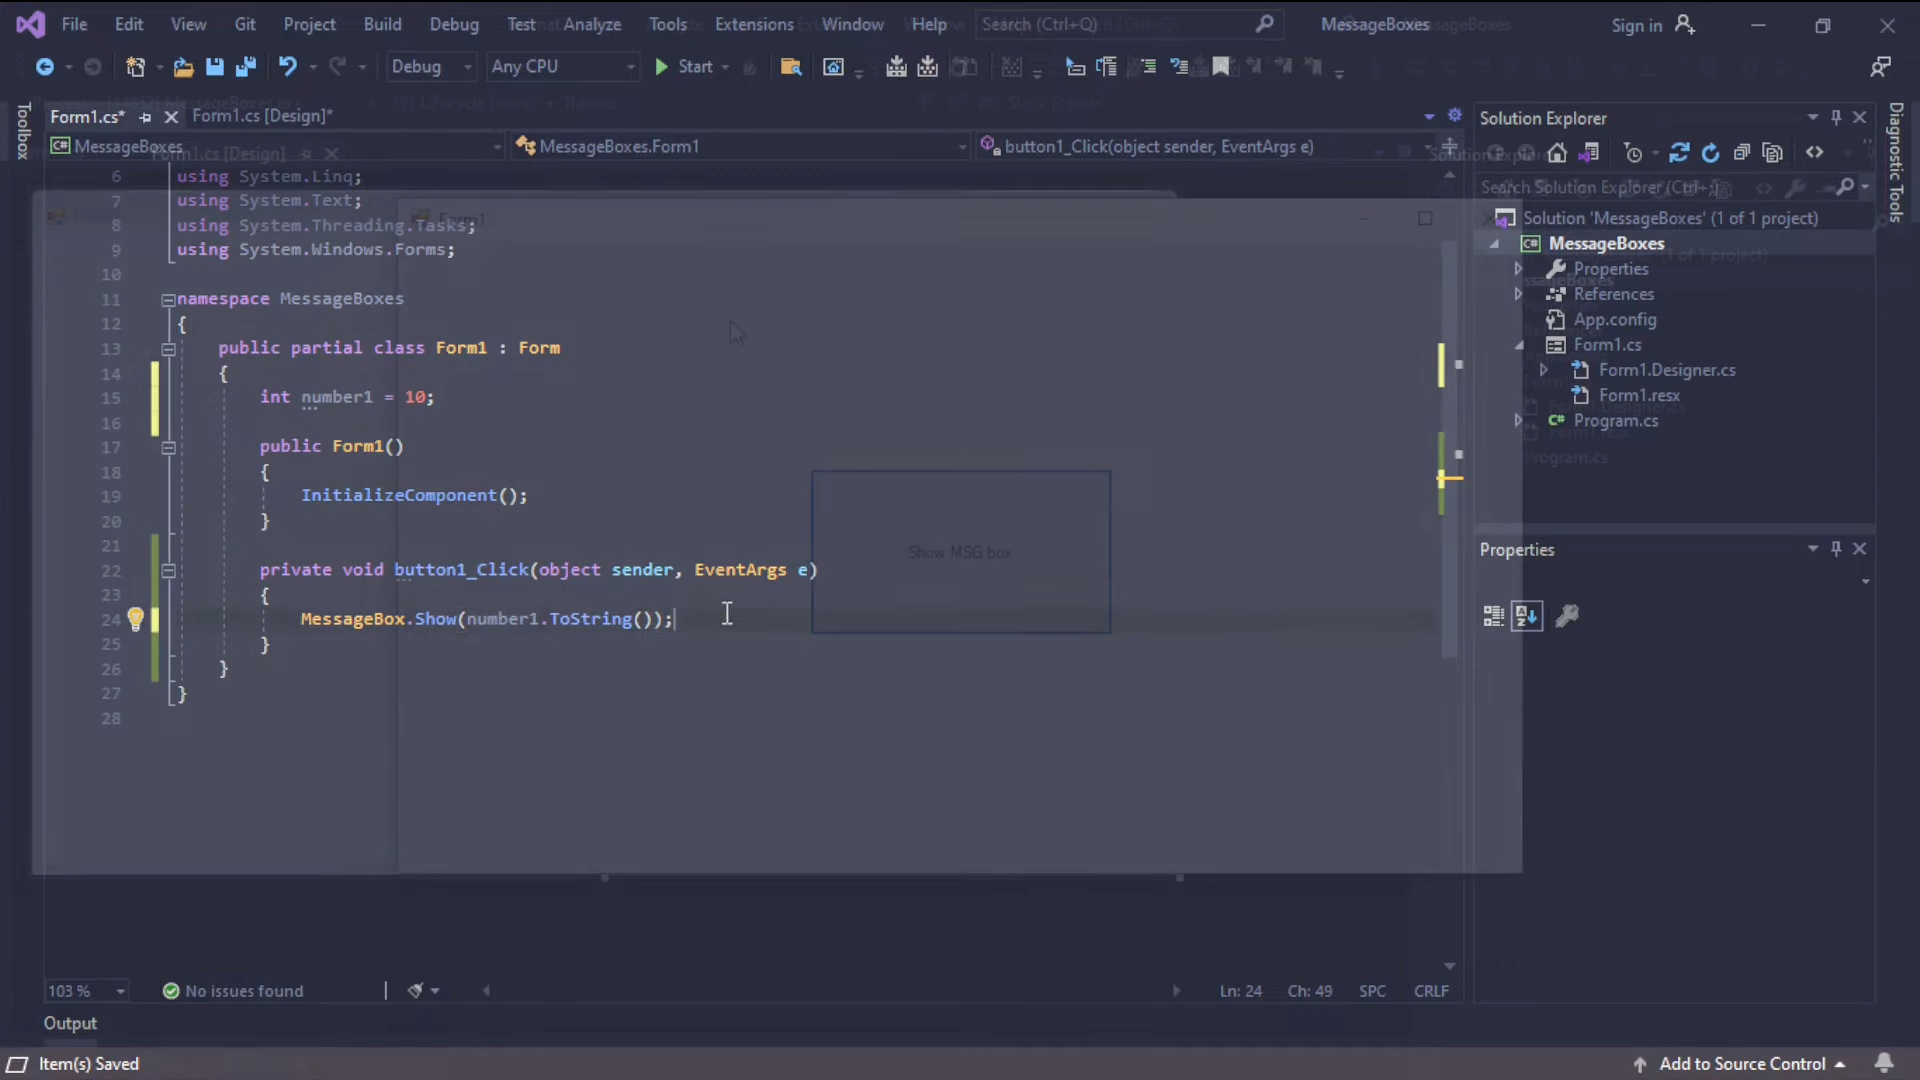 File Edit View Git Project Build Debug Test Analyze Tools Extensions Window Help Search (Ctrl+Q) MessageBoxes Sign in
Debug Any CPU Start
Toolbox
Form1.cs* Form1.cs [Design]*
MessageBoxes MessageBoxes.Form1 button1_Click(object sender, EventArgs e)
Form1.cs [Design]
Form1
6 using System.Linq;
7 using System.Text;
8 using System.Threading.Tasks;
9 using System.Windows.Forms;
10
11 namespace MessageBoxes
12 {
13 public partial class Form1 : Form
14 {
15 int number1 = 10;
16
17 public Form1()
18 {
19 InitializeComponent();
20 }
21
22 private void button1_Click(object sender, EventArgs e)
23 {
24 MessageBox.Show(number1.ToString());
25 }
26 }
27 }
28
Show MSG box
Solution Explorer
Search Solution Explorer (Ctrl+;)
Solution 'MessageBoxes' (1 of 1 project)
MessageBoxes
Properties
References
App.config
Form1.cs
Form1.Designer.cs
Form1.resx
Program.cs
Program.cs
Properties
Diagnostic Tools
103 % No issues found Ln: 24 Ch: 49 SPC CRLF
Output
Item(s) Saved Add to Source Control